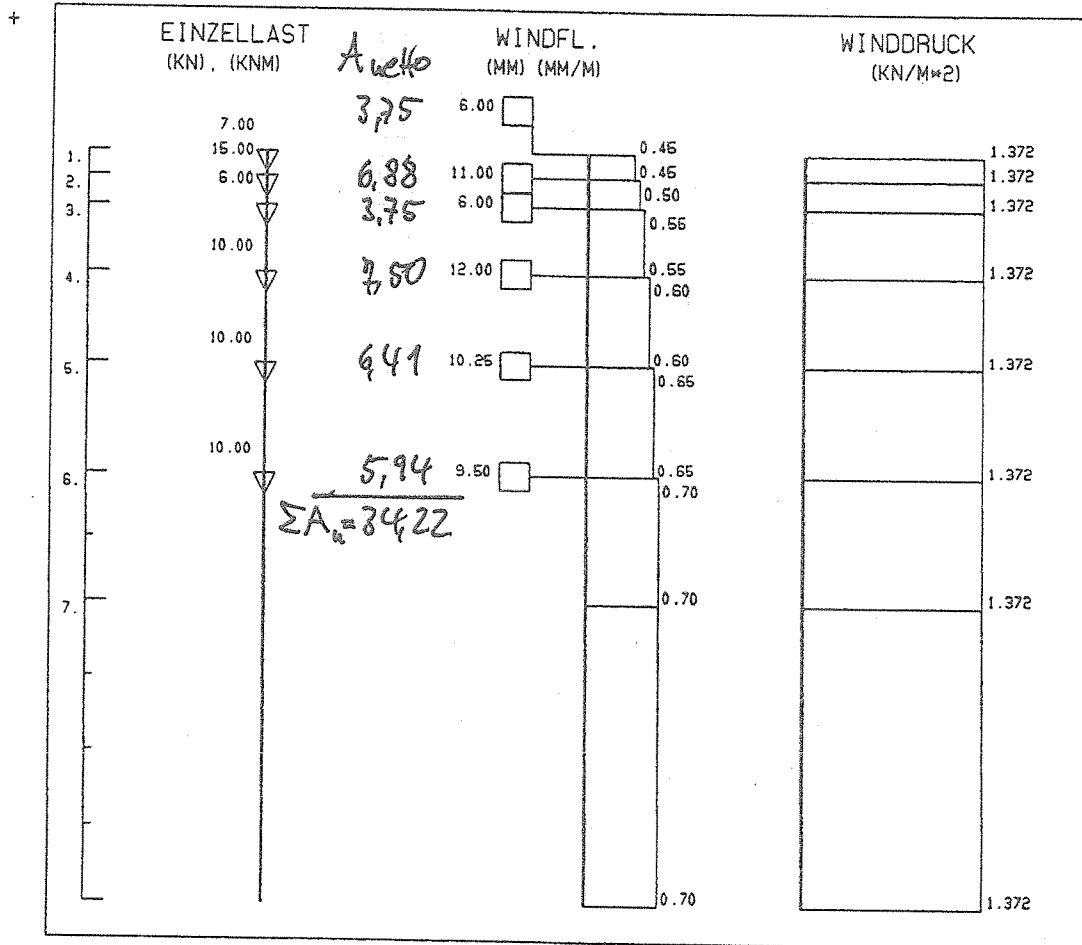 +
EINZELLAST A netto WINDFL. WINDDRUCK
(KN), (KNM) (MM) (MM/M) (KN/M**2)
3,75 6.00
7.00
1. 15.00 0.45 1.372
2. 6.00 6,88 11.00 0.45 1.372
0.50
3. 3,75 6.00 0.55 1.372
10.00
4. 7,50 12.00 0.55 1.372
0.60
10.00
5. 6,41 10.25 0.60 1.372
0.65
10.00
6. 5,94 9.50 0.65 1.372
0.70
ΣAn=34,22
7. 0.70 1.372
0.70 1.372